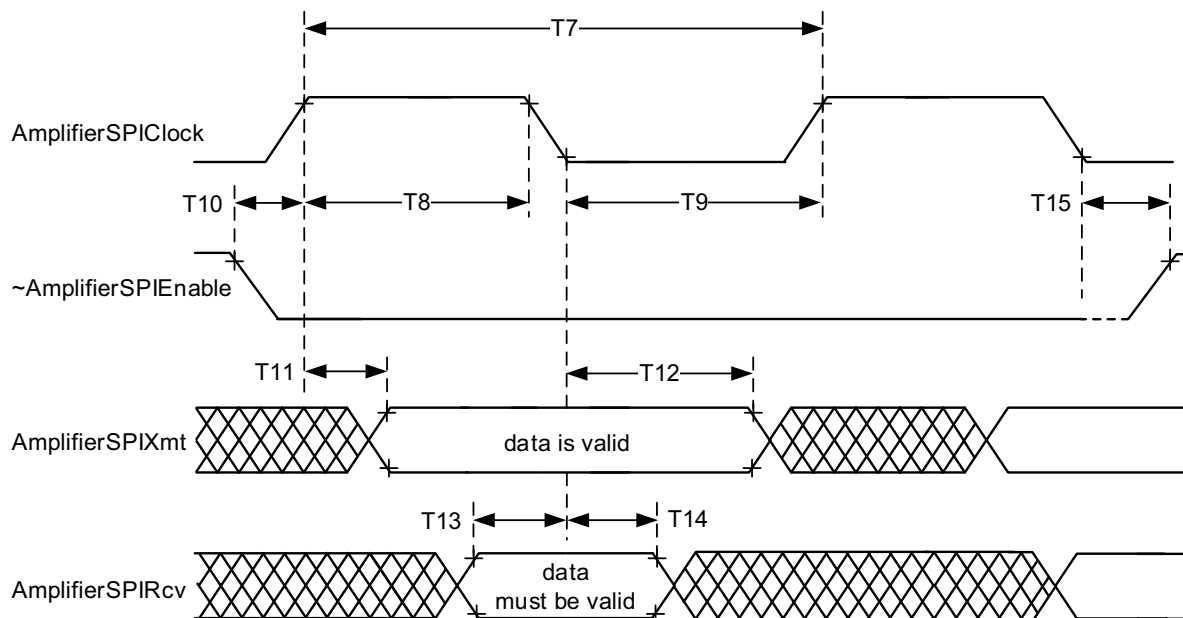 T7
AmplifierSPIClock
T10
T8
T9
T15
~AmplifierSPIEnable
T11
T12
AmplifierSPIXmt
data is valid
T13
T14
AmplifierSPIRcv
data
must be valid